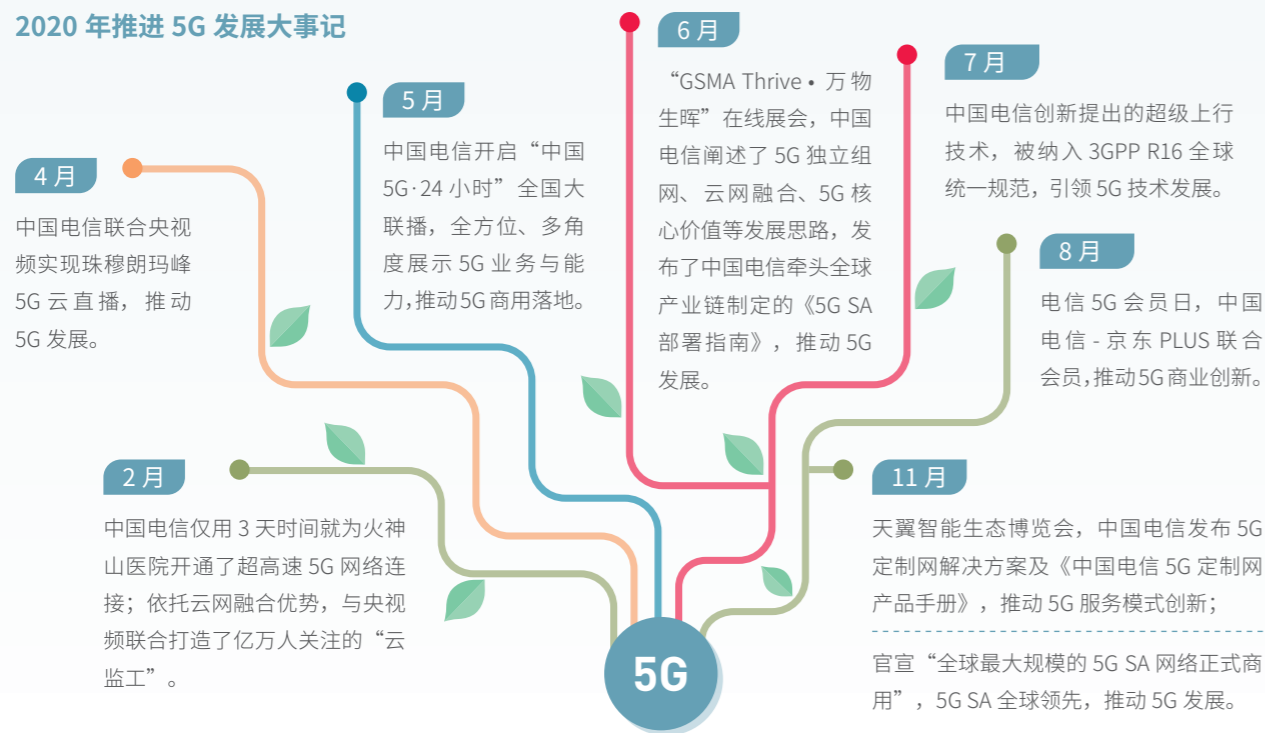 2020 年推进 5G 发展大事记
2 月
中国电信仅用 3 天时间就为火神
山医院开通了超高速 5G 网络连
接；依托云网融合优势，与央视
频联合打造了亿万人关注的“云
监工”。
4 月
中国电信联合央视
频实现珠穆朗玛峰
5G 云直播，推动
5G 发展。
5 月
中国电信开启“中国
5G·24 小时”全国大
联播，全方位、多角
度展示 5G 业务与能
力，推动5G商用落地。
6 月
“GSMA Thrive • 万物
生晖”在线展会，中国
电信阐述了 5G 独立组
网、云网融合、5G 核
心价值等发展思路，发
布了中国电信牵头全球
产业链制定的《5G SA
部署指南》，推动 5G
发展。
7 月
中国电信创新提出的超级上行
技术，被纳入 3GPP R16 全球
统一规范，引领 5G 技术发展。
8 月
电信 5G 会员日，中国
电信 - 京东 PLUS 联合
会员，推动5G商业创新。
11 月
天翼智能生态博览会，中国电信发布 5G
定制网解决方案及《中国电信 5G 定制网
产品手册》，推动 5G 服务模式创新；
官宣“全球最大规模的 5G SA 网络正式商
用”，5G SA 全球领先，推动 5G 发展。
5G